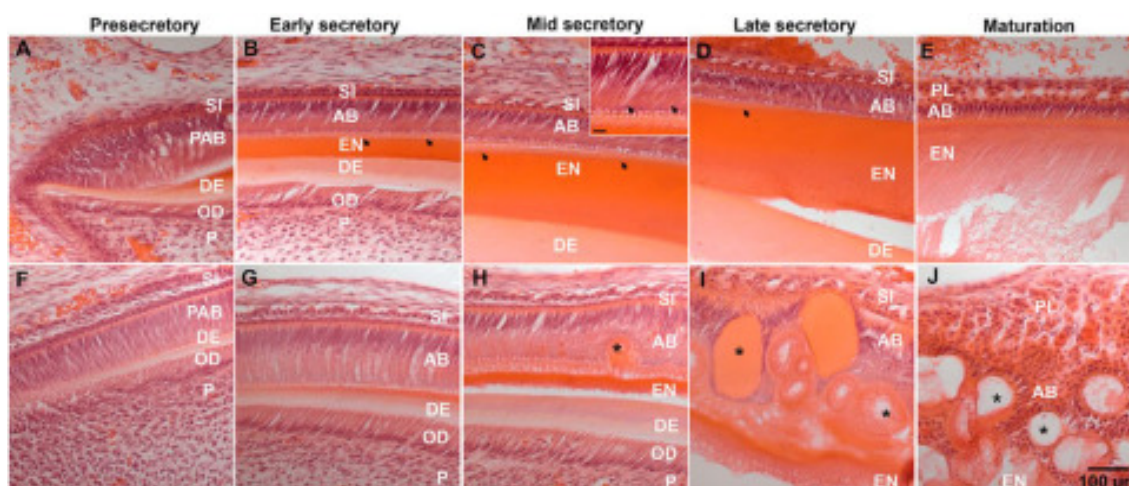 Presecretory Early secretory Mid secretory Late secretory Maturation
A
SI
PAB
DE
OD
P
B
SI
AB
EN
DE
OD
P
C
SI
AB
EN
DE
D
SI
AB
EN
DE
E
PL
AB
EN
F
SI
PAB
DE
OD
P
G
SI
AB
DE
OD
P
H
SI
AB
*
EN
DE
OD
P
I
SI
AB
*
*
EN
J
PL
AB
*
*
EN
100 µm